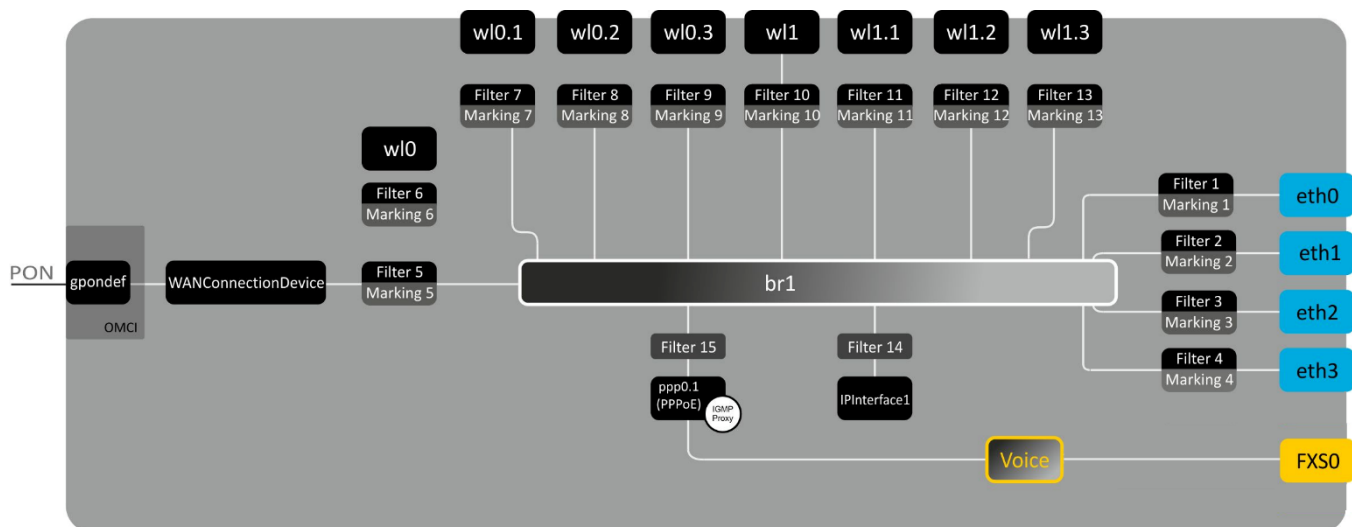 wl0.1 wl0.2 wl0.3 wl1 wl1.1 wl1.2 wl1.3
Filter 7 Filter 8 Filter 9 Filter 10 Filter 11 Filter 12 Filter 13
Marking 7 Marking 8 Marking 9 Marking 10 Marking 11 Marking 12 Marking 13
wl0
Filter 6
Marking 6
Filter 1
Marking 1
eth0
Filter 2
Marking 2
eth1
PON
gpondef
OMCI
WANConnectionDevice
Filter 5
Marking 5
br1
Filter 3
Marking 3
eth2
Filter 4
Marking 4
eth3
Filter 15
Filter 14
ppp0.1
(PPPoE)
IGMP
Proxy
IPInterface1
Voice
FXS0